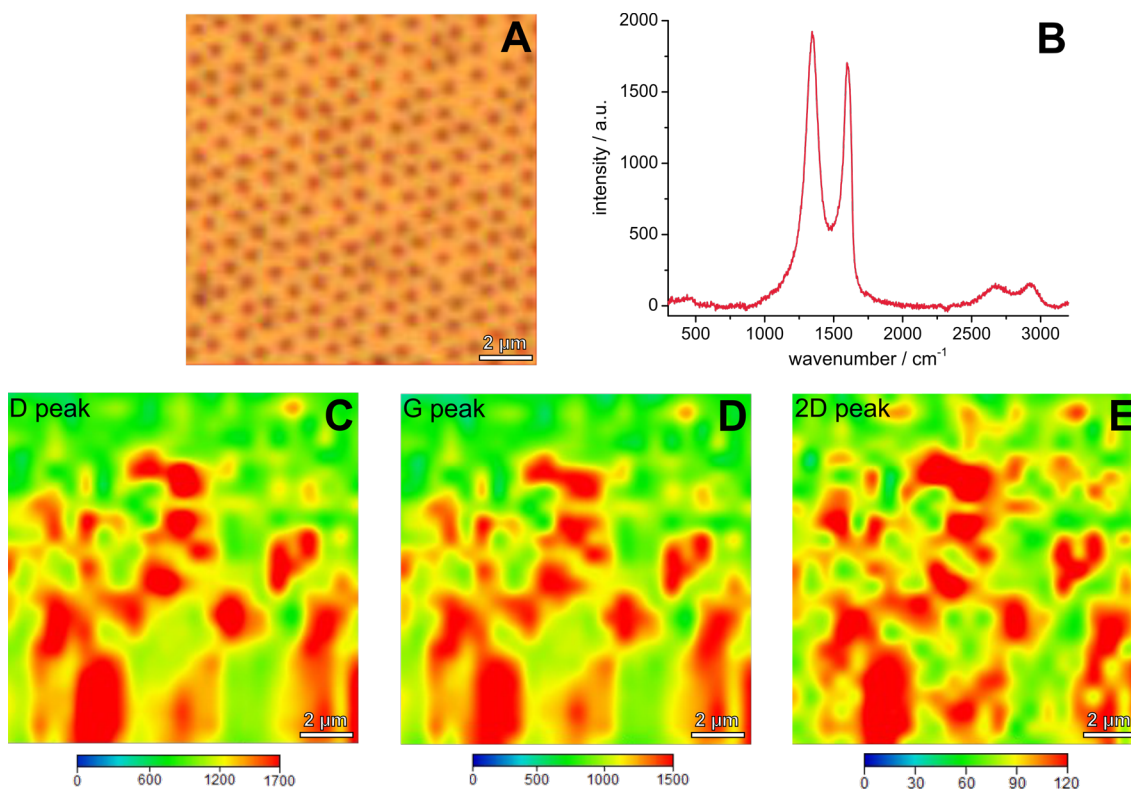 A
2 µm
B
2000
1500
1000
500
0
intensity / a.u.
500 1000 1500 2000 2500 3000
wavenumber / cm⁻¹
D peak
C
2 µm
0 600 1200 1700
G peak
D
2 µm
0 500 1000 1500
2D peak
E
2 µm
0 30 60 90 120